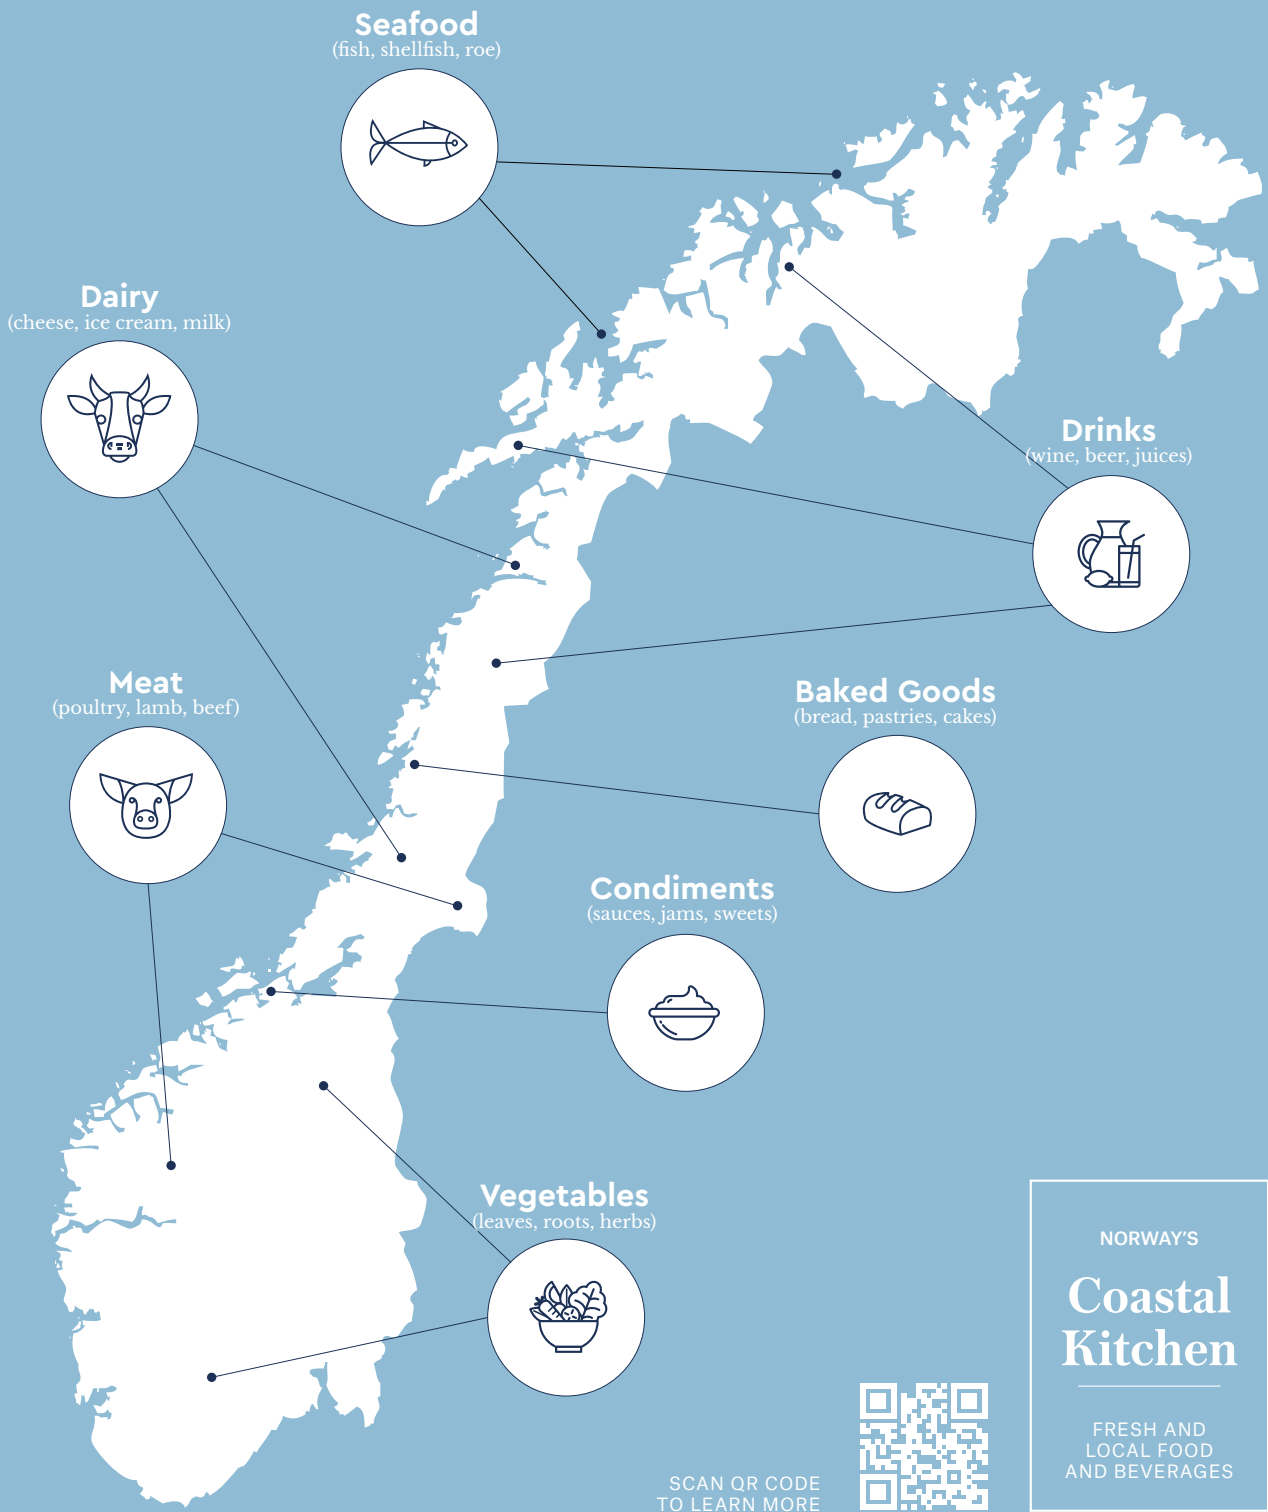 Seafood
(fish, shellfish, roe)
Dairy
(cheese, ice cream, milk)
Drinks
(wine, beer, juices)
Meat
(poultry, lamb, beef)
Baked Goods
(bread, pastries, cakes)
Condiments
(sauces, jams, sweets)
Vegetables
(leaves, roots, herbs)
NORWAY'S
Coastal
Kitchen
FRESH AND
LOCAL FOOD
AND BEVERAGES
SCAN QR CODE
TO LEARN MORE